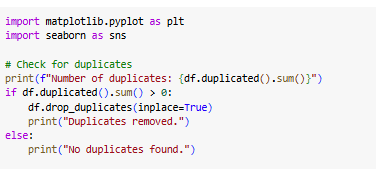 import matplotlib.pyplot as plt
import seaborn as sns

# Check for duplicates
print(f"Number of duplicates: {df.duplicated().sum()}")
if df.duplicated().sum() > 0:
    df.drop_duplicates(inplace=True)
    print("Duplicates removed.")
else:
    print("No duplicates found.")